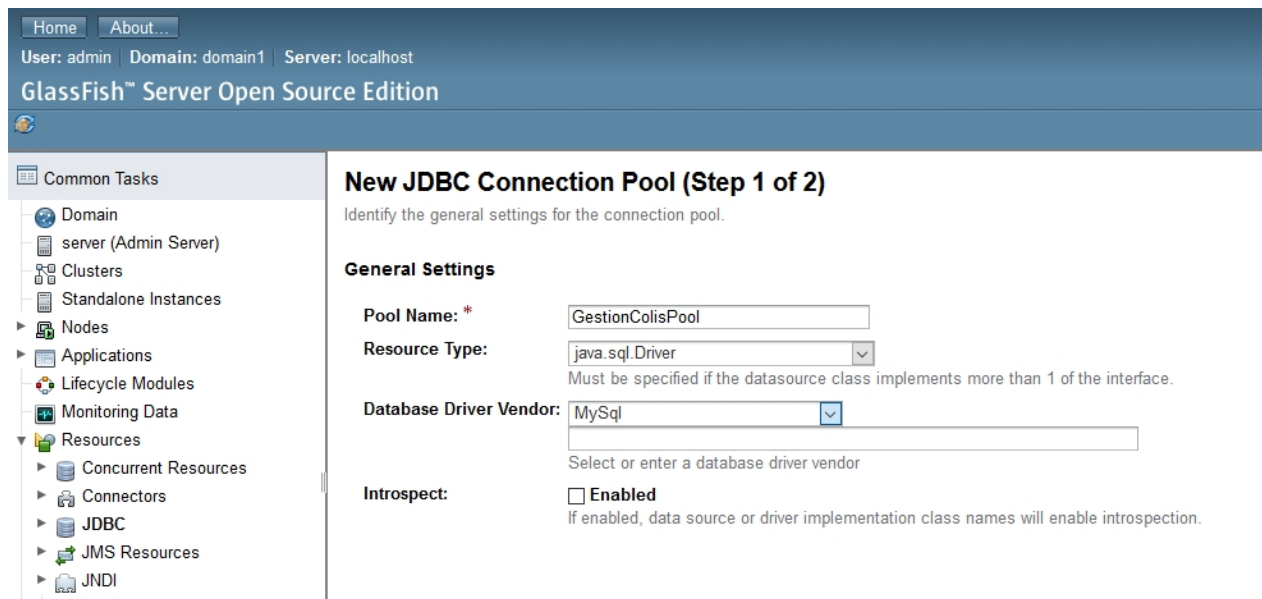 Home About...
User: admin Domain: domain1 Server: localhost
GlassFish™ Server Open Source Edition
Common Tasks
Domain
server (Admin Server)
Clusters
Standalone Instances
Nodes
Applications
Lifecycle Modules
Monitoring Data
Resources
Concurrent Resources
Connectors
JDBC
JMS Resources
JNDI
New JDBC Connection Pool (Step 1 of 2)
Identify the general settings for the connection pool.
General Settings
Pool Name: * GestionColisPool
Resource Type: java.sql.Driver
Must be specified if the datasource class implements more than 1 of the interface.
Database Driver Vendor: MySql
Select or enter a database driver vendor
Introspect: Enabled
If enabled, data source or driver implementation class names will enable introspection.